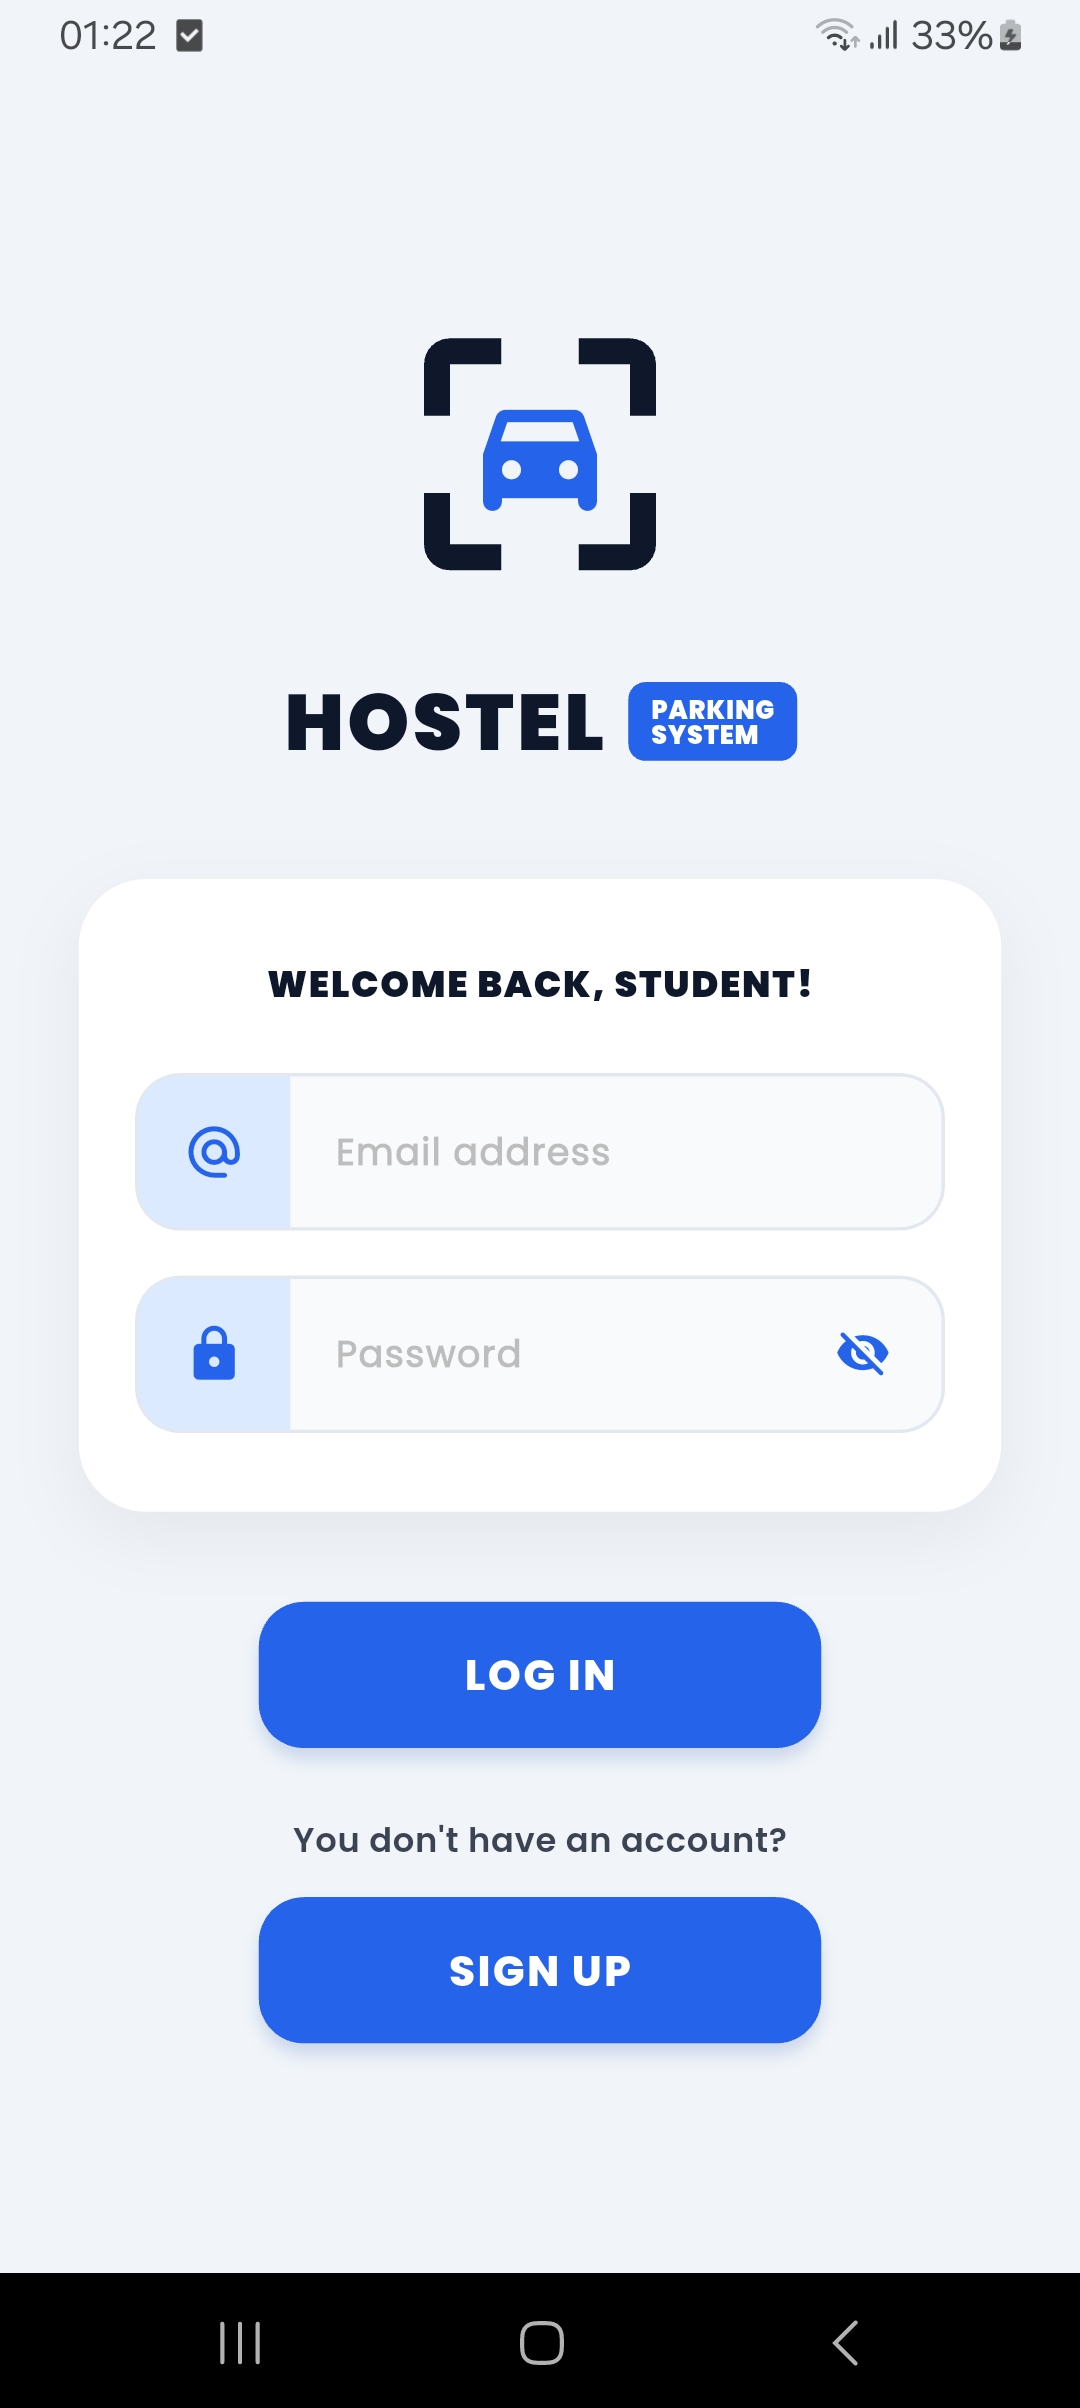 01:22
33%
HOSTEL
PARKING
SYSTEM
WELCOME BACK, STUDENT!
Email address
Password
LOG IN
You don't have an account?
SIGN UP